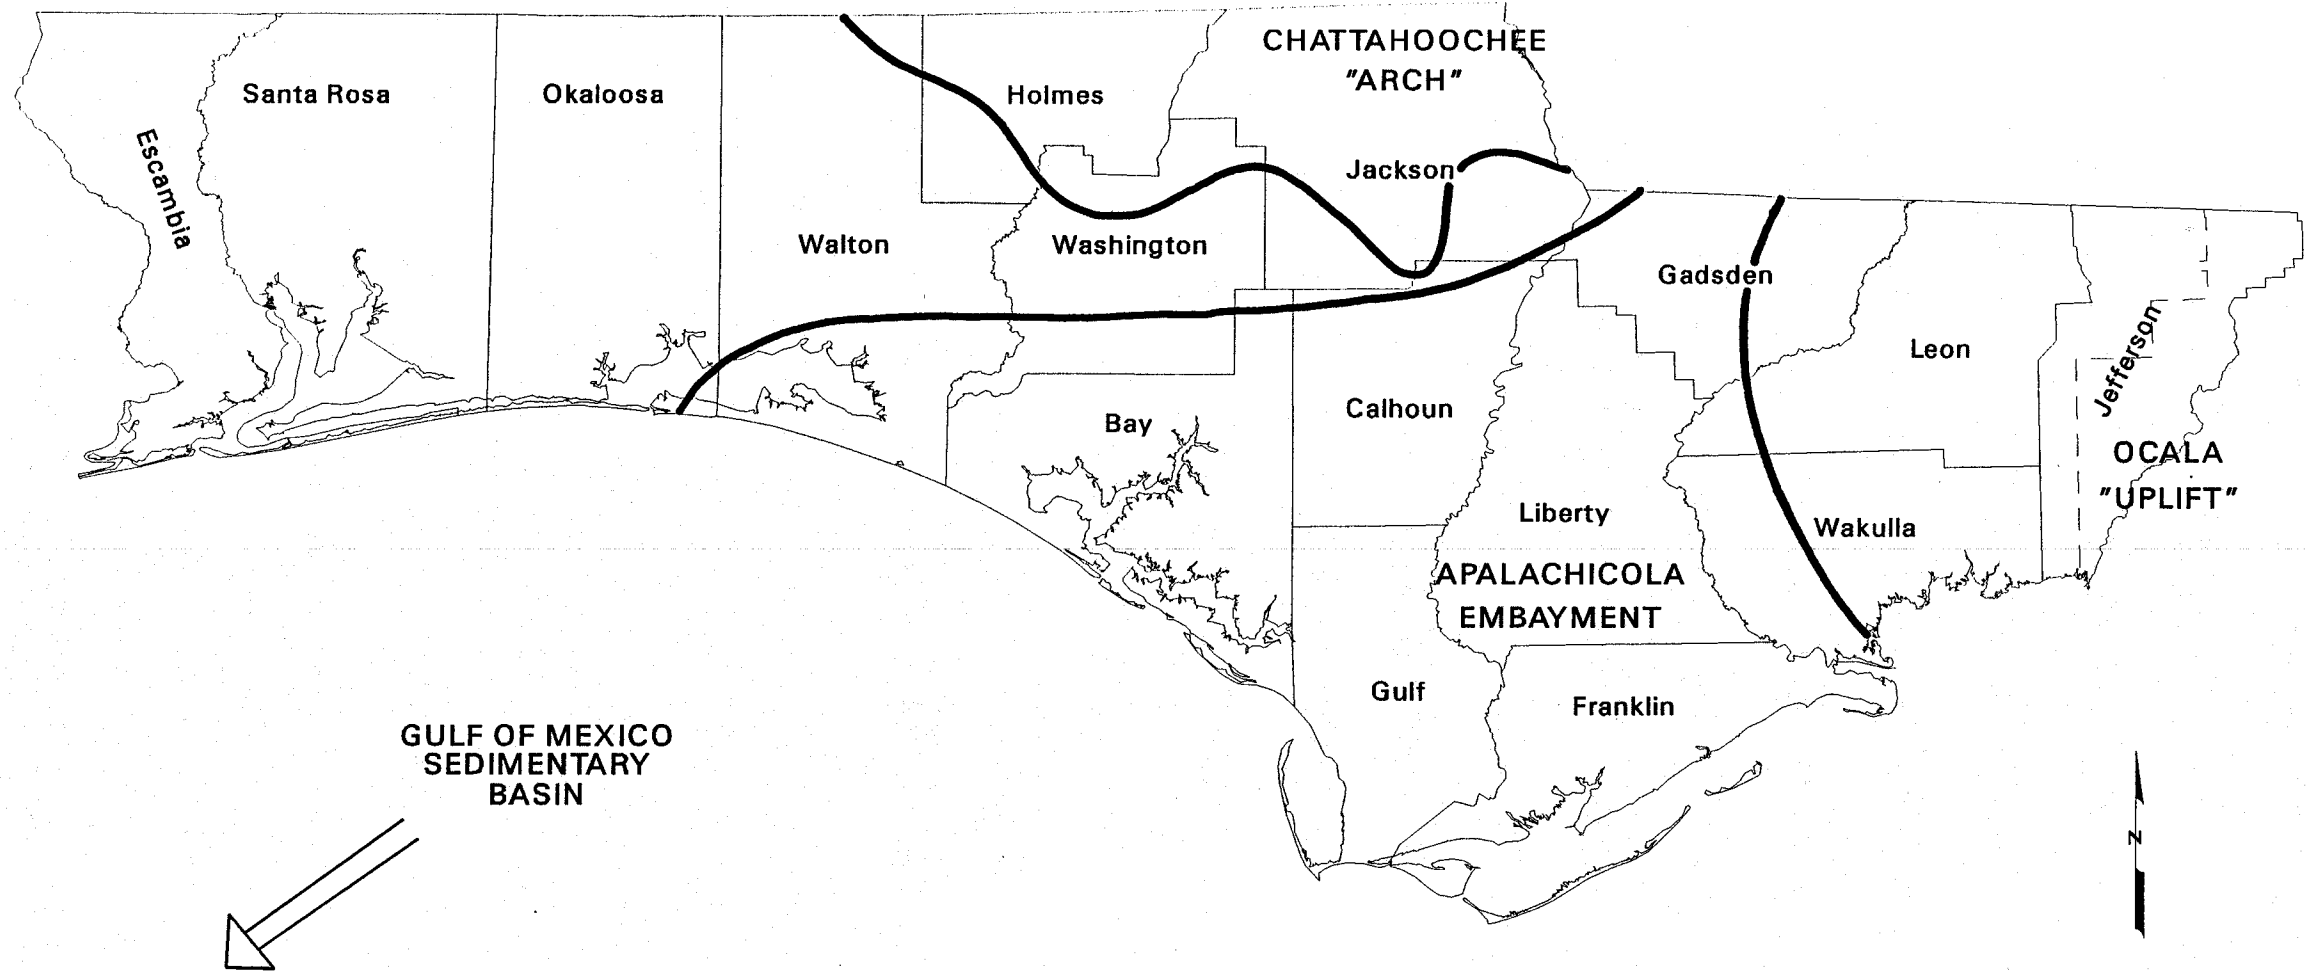 CHATTAHOOCHEE
"ARCH"
Santa Rosa
Okaloosa
Holmes
Escambia
Jackson
Walton
Washington
Gadsden
Leon
Jefferson
Calhoun
Bay
OCALA
"UPLIFT"
Liberty
Wakulla
APALACHICOLA
EMBAYMENT
Gulf
Franklin
GULF OF MEXICO
SEDIMENTARY
BASIN
N